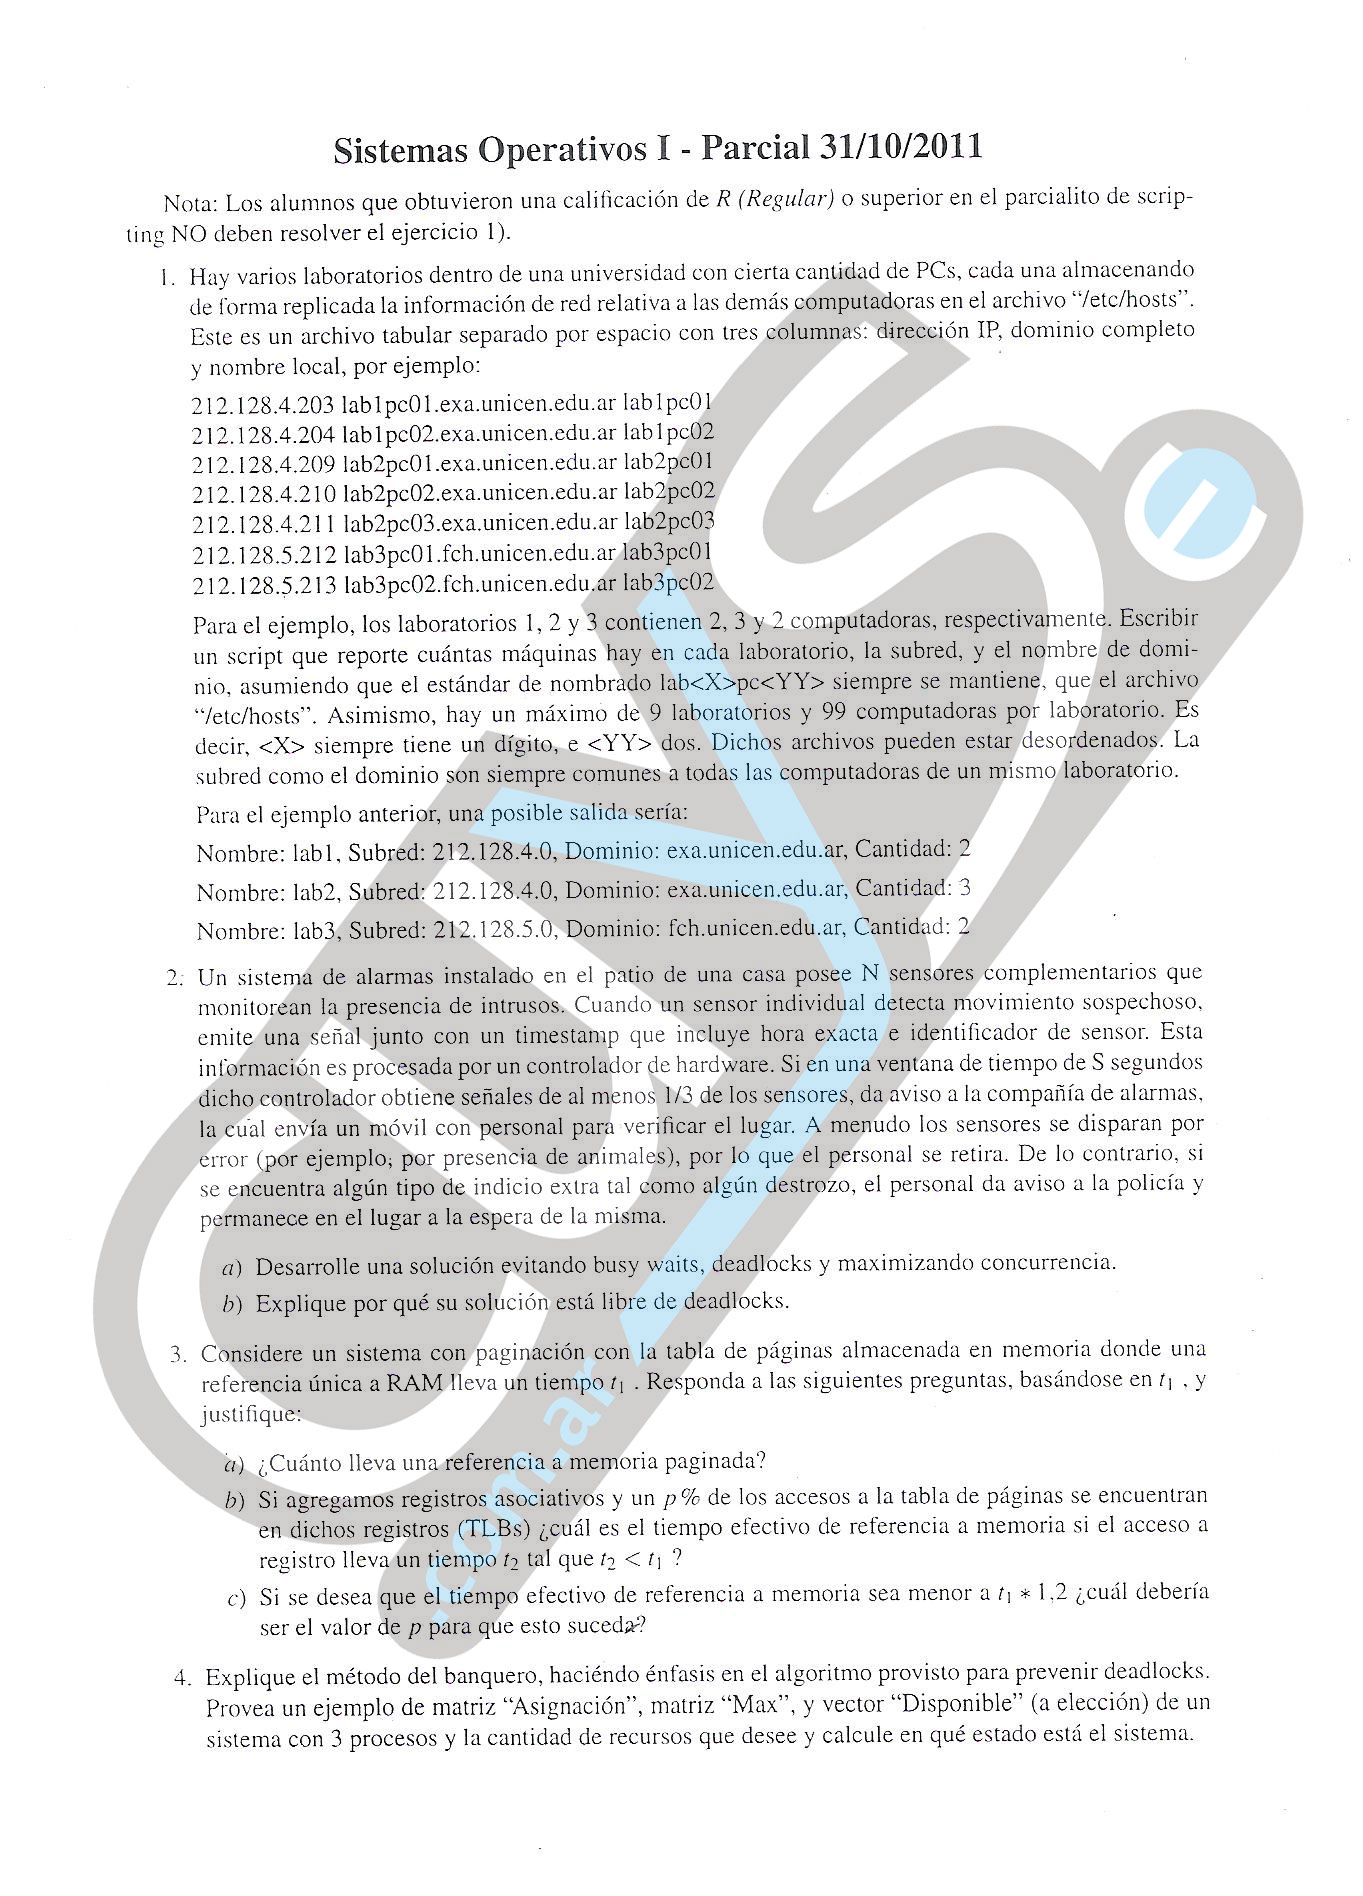 Sistemas Operativos I - Parcial 31/10/2011
Nota: Los alumnos que obtuvieron una calificación de R (Regular) o superior en el parcialito de scrip-
ting NO deben resolver el ejercicio 1).
1. Hay varios laboratorios dentro de una universidad con cierta cantidad de PCs, cada una almacenando
de forma replicada la información de red relativa a las demás computadoras en el archivo “/etc/hosts”.
Este es un archivo tabular separado por espacio con tres columnas: dirección IP, dominio completo
y nombre local, por ejemplo:
212.128.4.203 lab1pc01.exa.unicen.edu.ar lab1pc01
212.128.4.204 lab1pc02.exa.unicen.edu.ar lab1pc02
212.128.4.209 lab2pc01.exa.unicen.edu.ar lab2pc01
212.128.4.210 lab2pc02.exa.unicen.edu.ar lab2pc02
212.128.4.211 lab2pc03.exa.unicen.edu.ar lab2pc03
212.128.5.212 lab3pc01.fch.unicen.edu.ar lab3pc01
212.128.5.213 lab3pc02.fch.unicen.edu.ar lab3pc02
Para el ejemplo, los laboratorios 1, 2 y 3 contienen 2, 3 y 2 computadoras, respectivamente. Escribir
un script que reporte cuántas máquinas hay en cada laboratorio, la subred, y el nombre de domi-
nio, asumiendo que el estándar de nombrado lab<X>pc<YY> siempre se mantiene, que el archivo
“/etc/hosts”. Asimismo, hay un máximo de 9 laboratorios y 99 computadoras por laboratorio. Es
decir, <X> siempre tiene un dígito, e <YY> dos. Dichos archivos pueden estar desordenados. La
subred como el dominio son siempre comunes a todas las computadoras de un mismo laboratorio.
Para el ejemplo anterior, una posible salida sería:
Nombre: lab1, Subred: 212.128.4.0, Dominio: exa.unicen.edu.ar, Cantidad: 2
Nombre: lab2, Subred: 212.128.4.0, Dominio: exa.unicen.edu.ar, Cantidad: 3
Nombre: lab3, Subred: 212.128.5.0, Dominio: fch.unicen.edu.ar, Cantidad: 2
2. Un sistema de alarmas instalado en el patio de una casa posee N sensores complementarios que
monitorean la presencia de intrusos. Cuando un sensor individual detecta movimiento sospechoso,
emite una señal junto con un timestamp que incluye hora exacta e identificador de sensor. Esta
información es procesada por un controlador de hardware. Si en una ventana de tiempo de S segundos
dicho controlador obtiene señales de al menos 1/3 de los sensores, da aviso a la compañía de alarmas,
la cual envía un móvil con personal para verificar el lugar. A menudo los sensores se disparan por
error (por ejemplo; por presencia de animales), por lo que el personal se retira. De lo contrario, si
se encuentra algún tipo de indicio extra tal como algún destrozo, el personal da aviso a la policía y
permanece en el lugar a la espera de la misma.
a) Desarrolle una solución evitando busy waits, deadlocks y maximizando concurrencia.
b) Explique por qué su solución está libre de deadlocks.
3. Considere un sistema con paginación con la tabla de páginas almacenada en memoria donde una
referencia única a RAM lleva un tiempo t1 . Responda a las siguientes preguntas, basándose en t1 , y
justifique:
a) ¿Cuánto lleva una referencia a memoria paginada?
b) Si agregamos registros asociativos y un p % de los accesos a la tabla de páginas se encuentran
en dichos registros (TLBs) ¿cuál es el tiempo efectivo de referencia a memoria si el acceso a
registro lleva un tiempo t2 tal que t2 < t1 ?
c) Si se desea que el tiempo efectivo de referencia a memoria sea menor a t1 * 1,2 ¿cuál debería
ser el valor de p para que esto suceda?
4. Explique el método del banquero, haciéndo énfasis en el algoritmo provisto para prevenir deadlocks.
Provea un ejemplo de matriz “Asignación”, matriz “Max”, y vector “Disponible” (a elección) de un
sistema con 3 procesos y la cantidad de recursos que desee y calcule en qué estado está el sistema.
CUYS.
.com.ar